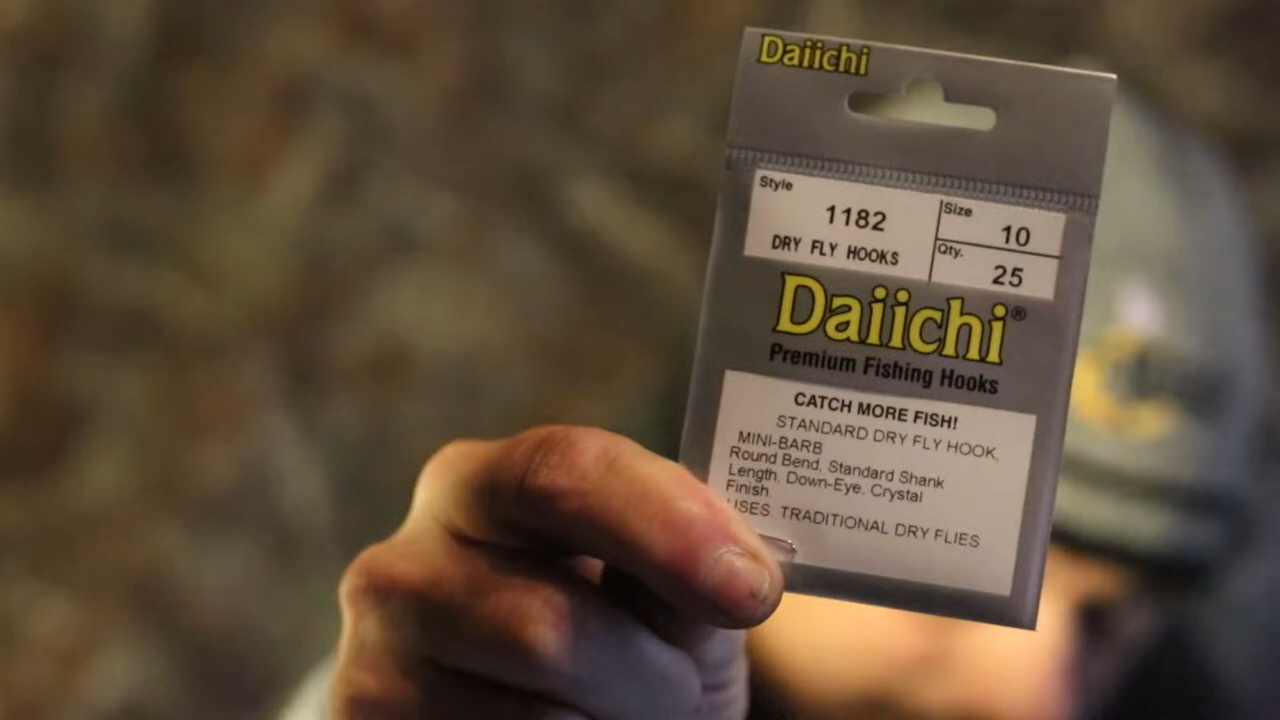 Daiichi
Style
1182
DRY FLY HOOKS
Size
10
Qty.
25
Daiichi®
Premium Fishing Hooks
CATCH MORE FISH!
STANDARD DRY FLY HOOK,
MINI-BARB
Round Bend, Standard Shank
Length, Down-Eye, Crystal
Finish.
USES: TRADITIONAL DRY FLIES